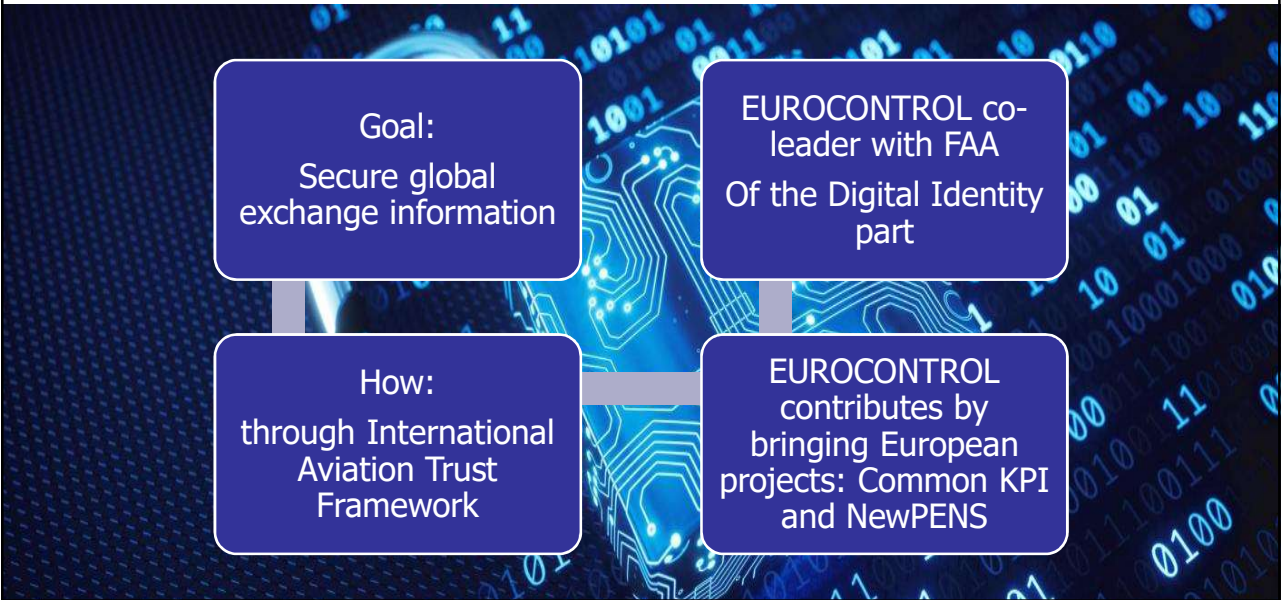 Goal:
Secure global
exchange information
How:
through International
Aviation Trust
Framework
EUROCONTROL
contributes by
bringing European
projects: Common KPI
and NewPENS
EUROCONTROL co-
leader with FAA
Of the Digital Identity
part